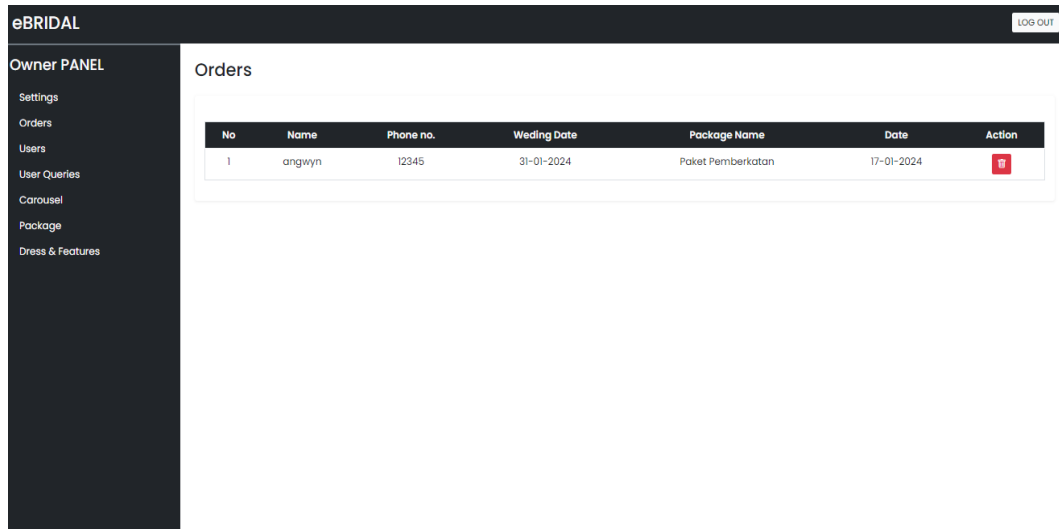 eBRIDAL
LOG OUT
Owner PANEL
Settings
Orders
Users
User Queries
Carousel
Package
Dress & Features
Orders
No Name Phone no. Weding Date Package Name Date Action
1 angwyn 12345 31-01-2024 Paket Pemberkatan 17-01-2024